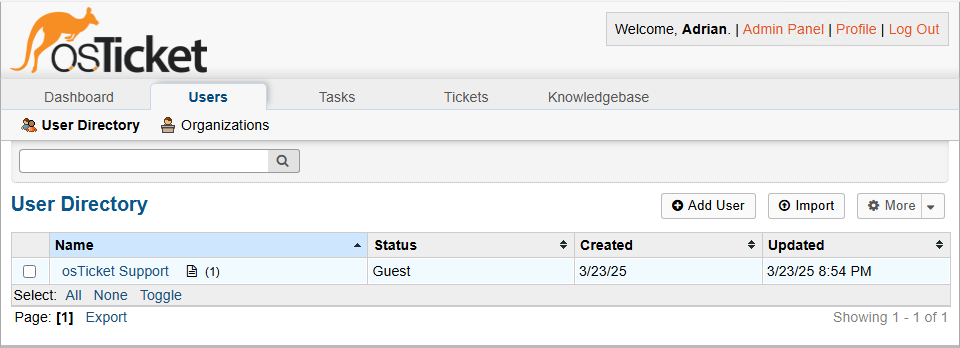 osTicket
Welcome, Adrian. | Admin Panel | Profile | Log Out
Dashboard Users Tasks Tickets Knowledgebase
User Directory Organizations
User Directory Add User Import More
Name Status Created Updated
osTicket Support (1) Guest 3/23/25 3/23/25 8:54 PM
Select: All None Toggle
Page: [1] Export Showing 1 - 1 of 1